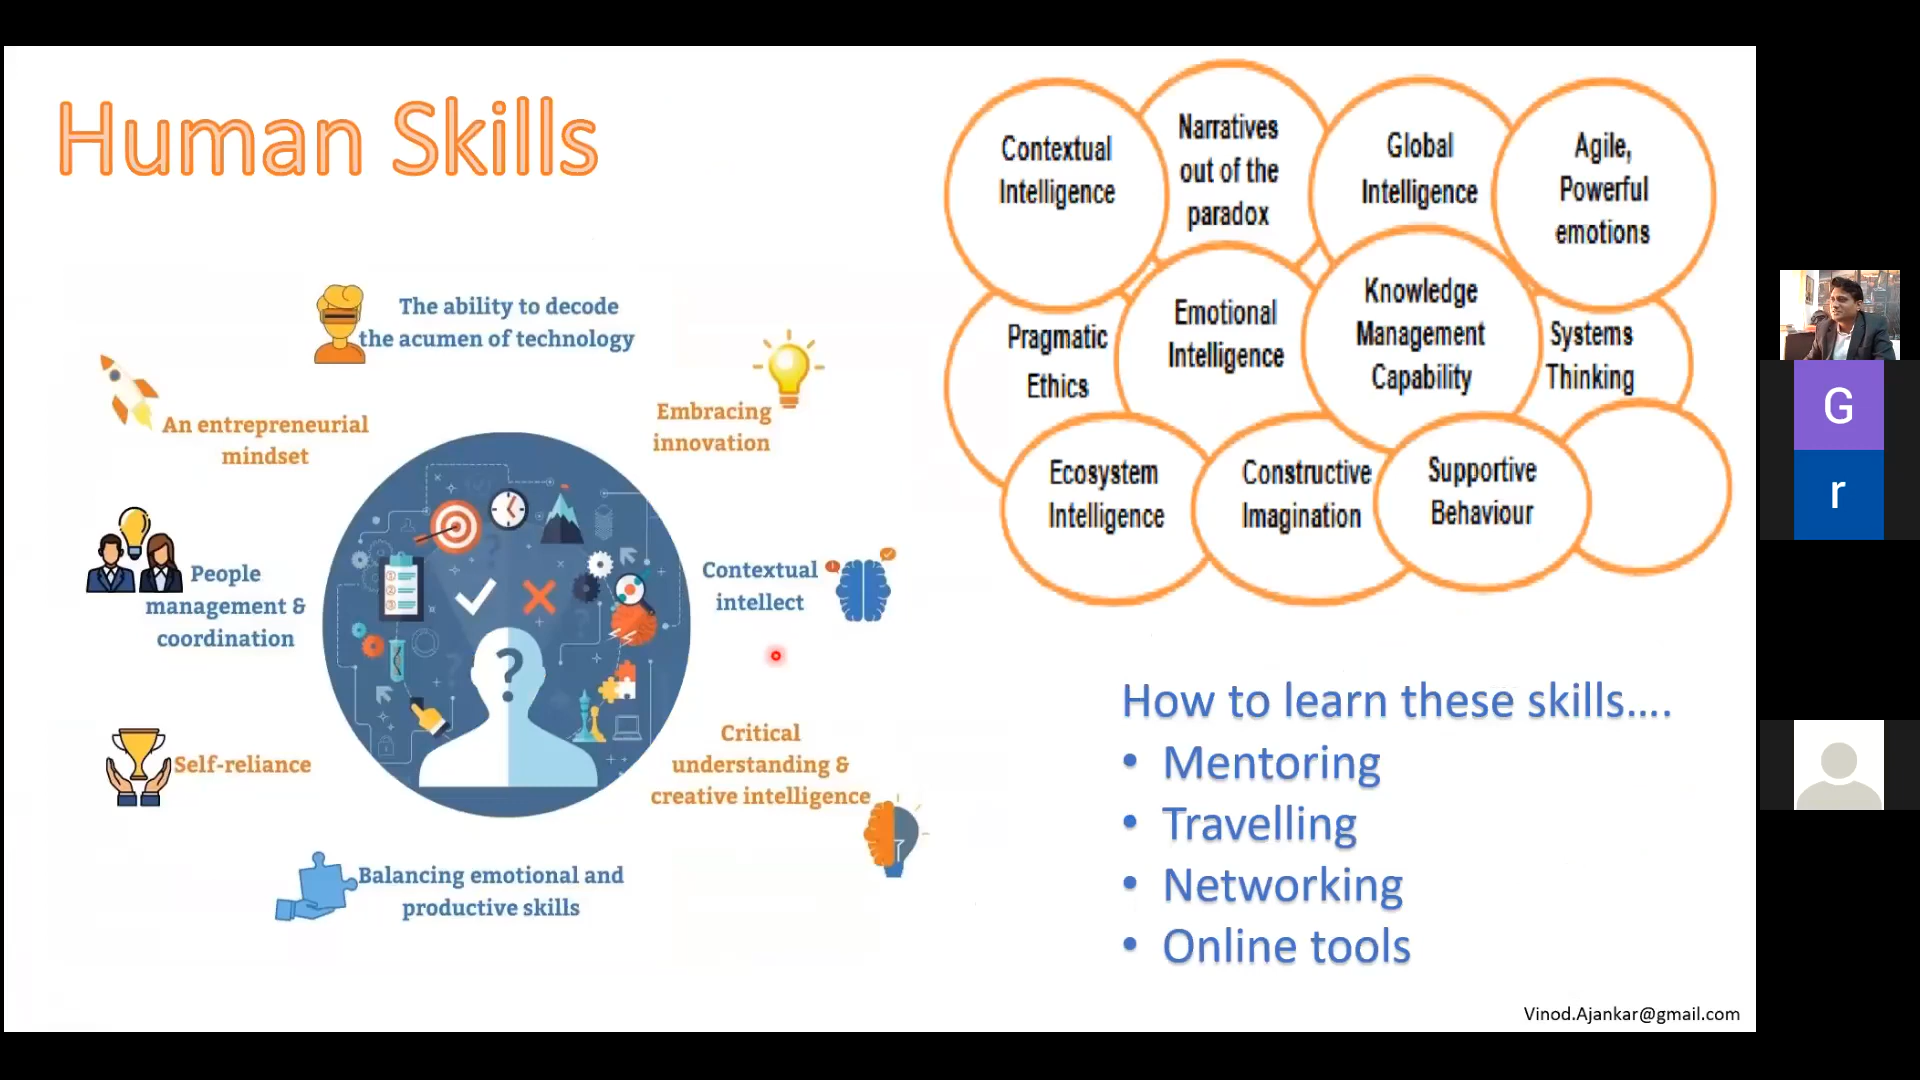 Human Skills
The ability to decode
the acumen of technology
An entrepreneurial
mindset
Embracing
innovation
People
management &
coordination
Contextual
intellect
Self-reliance
Critical
understanding &
creative intelligence
Balancing emotional and
productive skills
?
1
2
3
Contextual
Intelligence
Narratives
out of the
paradox
Global
Intelligence
Agile,
Powerful
emotions
Pragmatic
Ethics
Emotional
Intelligence
Knowledge
Management
Capability
Systems
Thinking
Ecosystem
Intelligence
Constructive
Imagination
Supportive
Behaviour
How to learn these skills....
• Mentoring
• Travelling
• Networking
• Online tools
Vinod.Ajankar@gmail.com
G
r